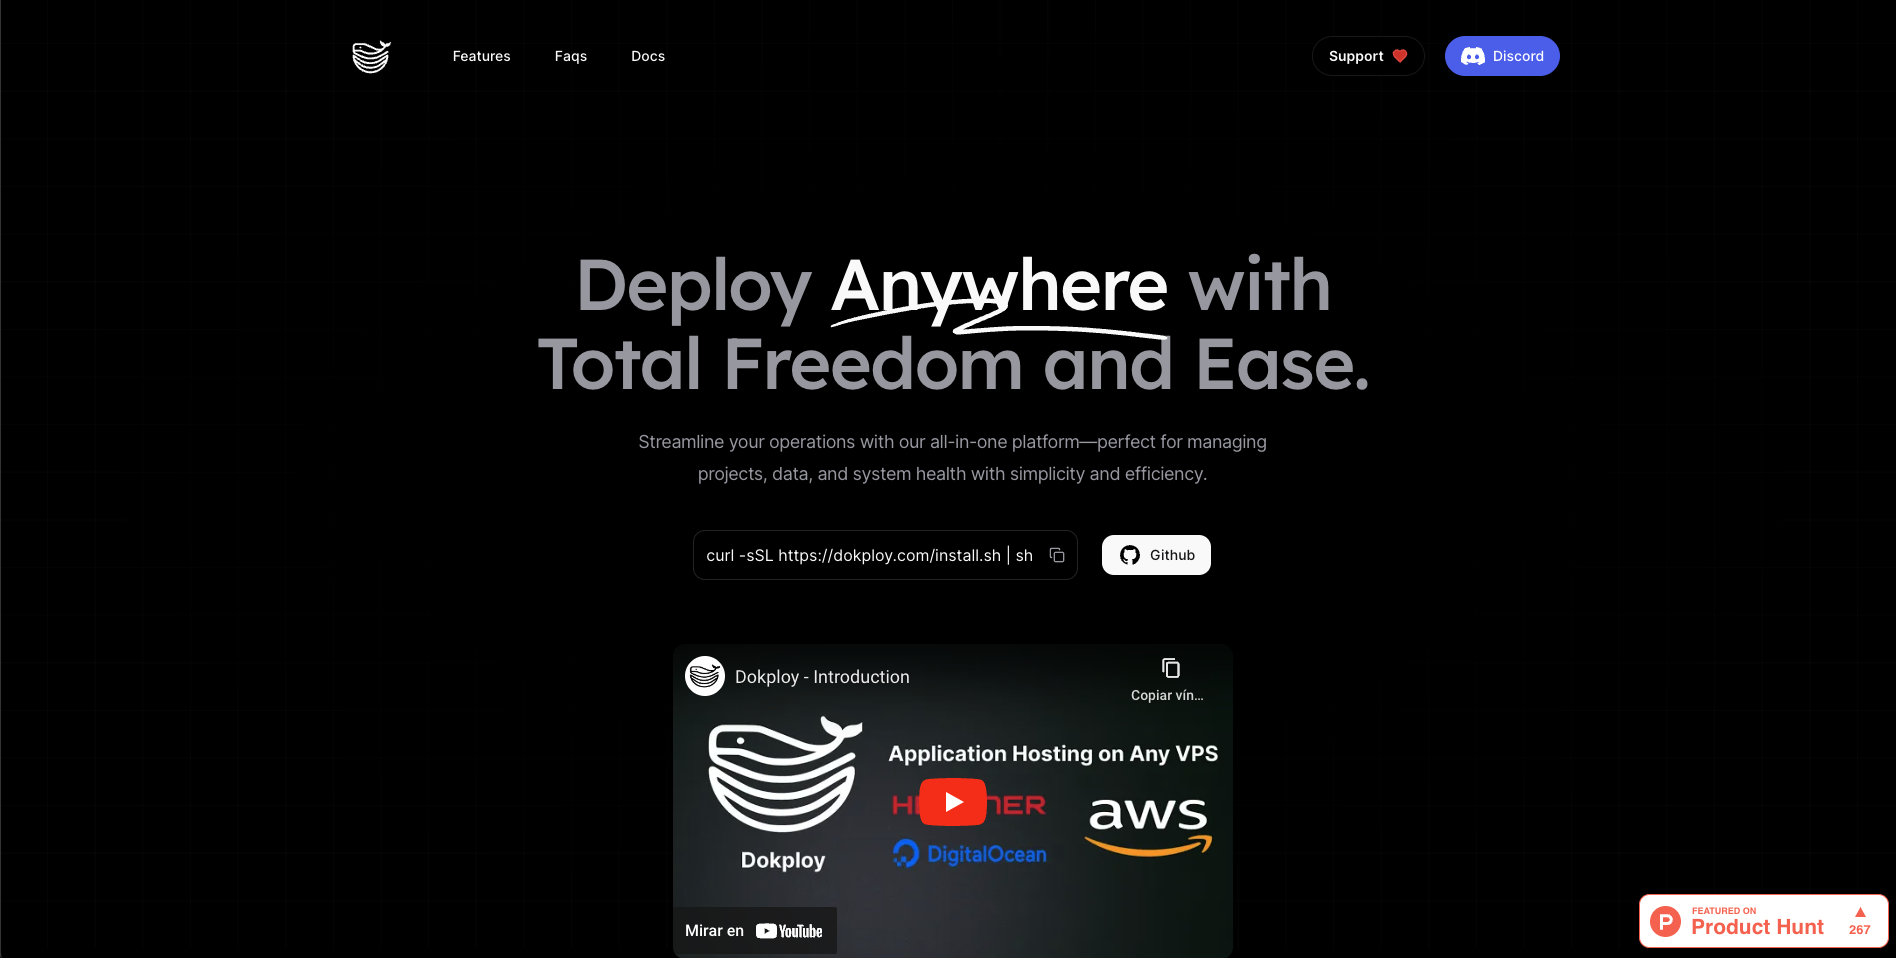 Features
Faqs
Docs
Support
Discord
Deploy Anywhere with
Total Freedom and Ease.
Streamline your operations with our all-in-one platform—perfect for managing
projects, data, and system health with simplicity and efficiency.
curl -sSL https://dokploy.com/install.sh | sh
Github
Dokploy - Introduction
Copiar vín...
Application Hosting on Any VPS
aws
DigitalOcean
Dokploy
Mirar en YouTube
FEATURED ON
Product Hunt
267